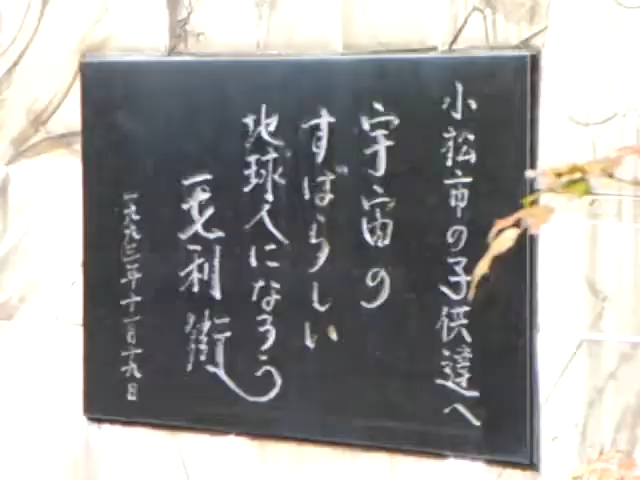 小松市の子供達へ
宇宙の
すばらしい
地球人になろう
毛利衛
一九九三年十一月十九日